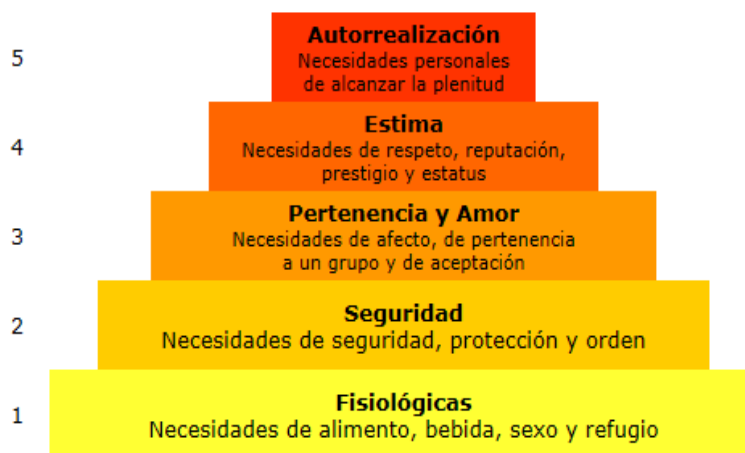 5
Autorrealización
Necesidades personales
de alcanzar la plenitud
4
Estima
Necesidades de respeto, reputación,
prestigio y estatus
3
Pertenencia y Amor
Necesidades de afecto, de pertenencia
a un grupo y de aceptación
2
Seguridad
Necesidades de seguridad, protección y orden
1
Fisiológicas
Necesidades de alimento, bebida, sexo y refugio